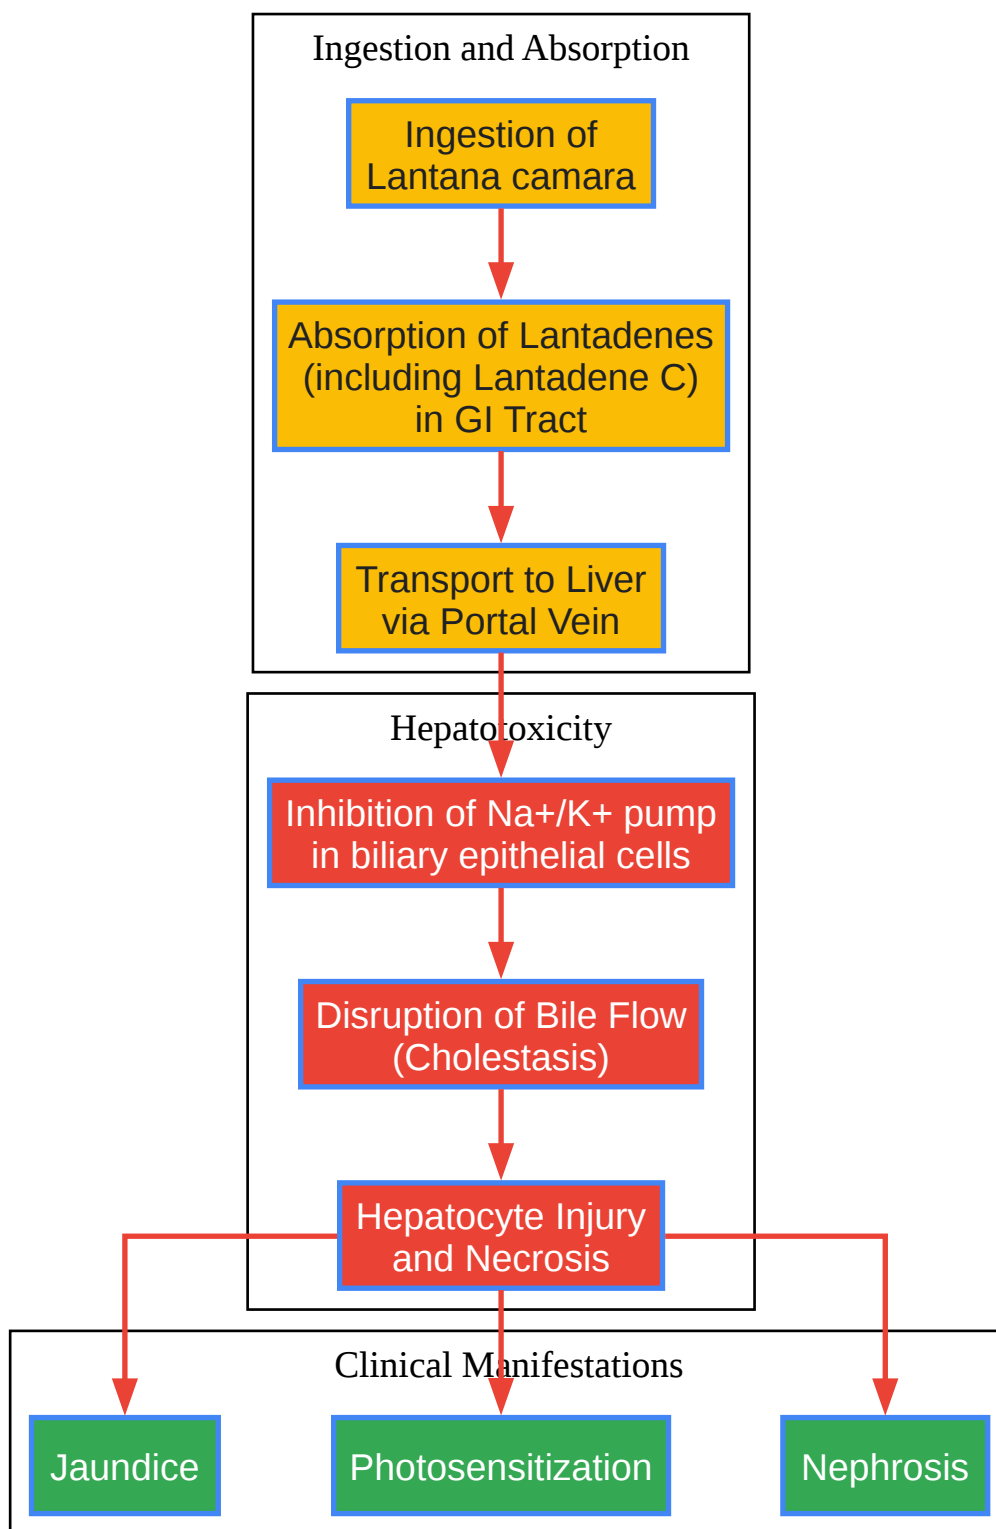 Ingestion and Absorption
Ingestion of
Lantana camara
Absorption of Lantadenes
(including Lantadene C)
in GI Tract
Transport to Liver
via Portal Vein
Hepatotoxicity
Inhibition of Na+/K+ pump
in biliary epithelial cells
Disruption of Bile Flow
(Cholestasis)
Hepatocyte Injury
and Necrosis
Clinical Manifestations
Jaundice
Photosensitization
Nephrosis